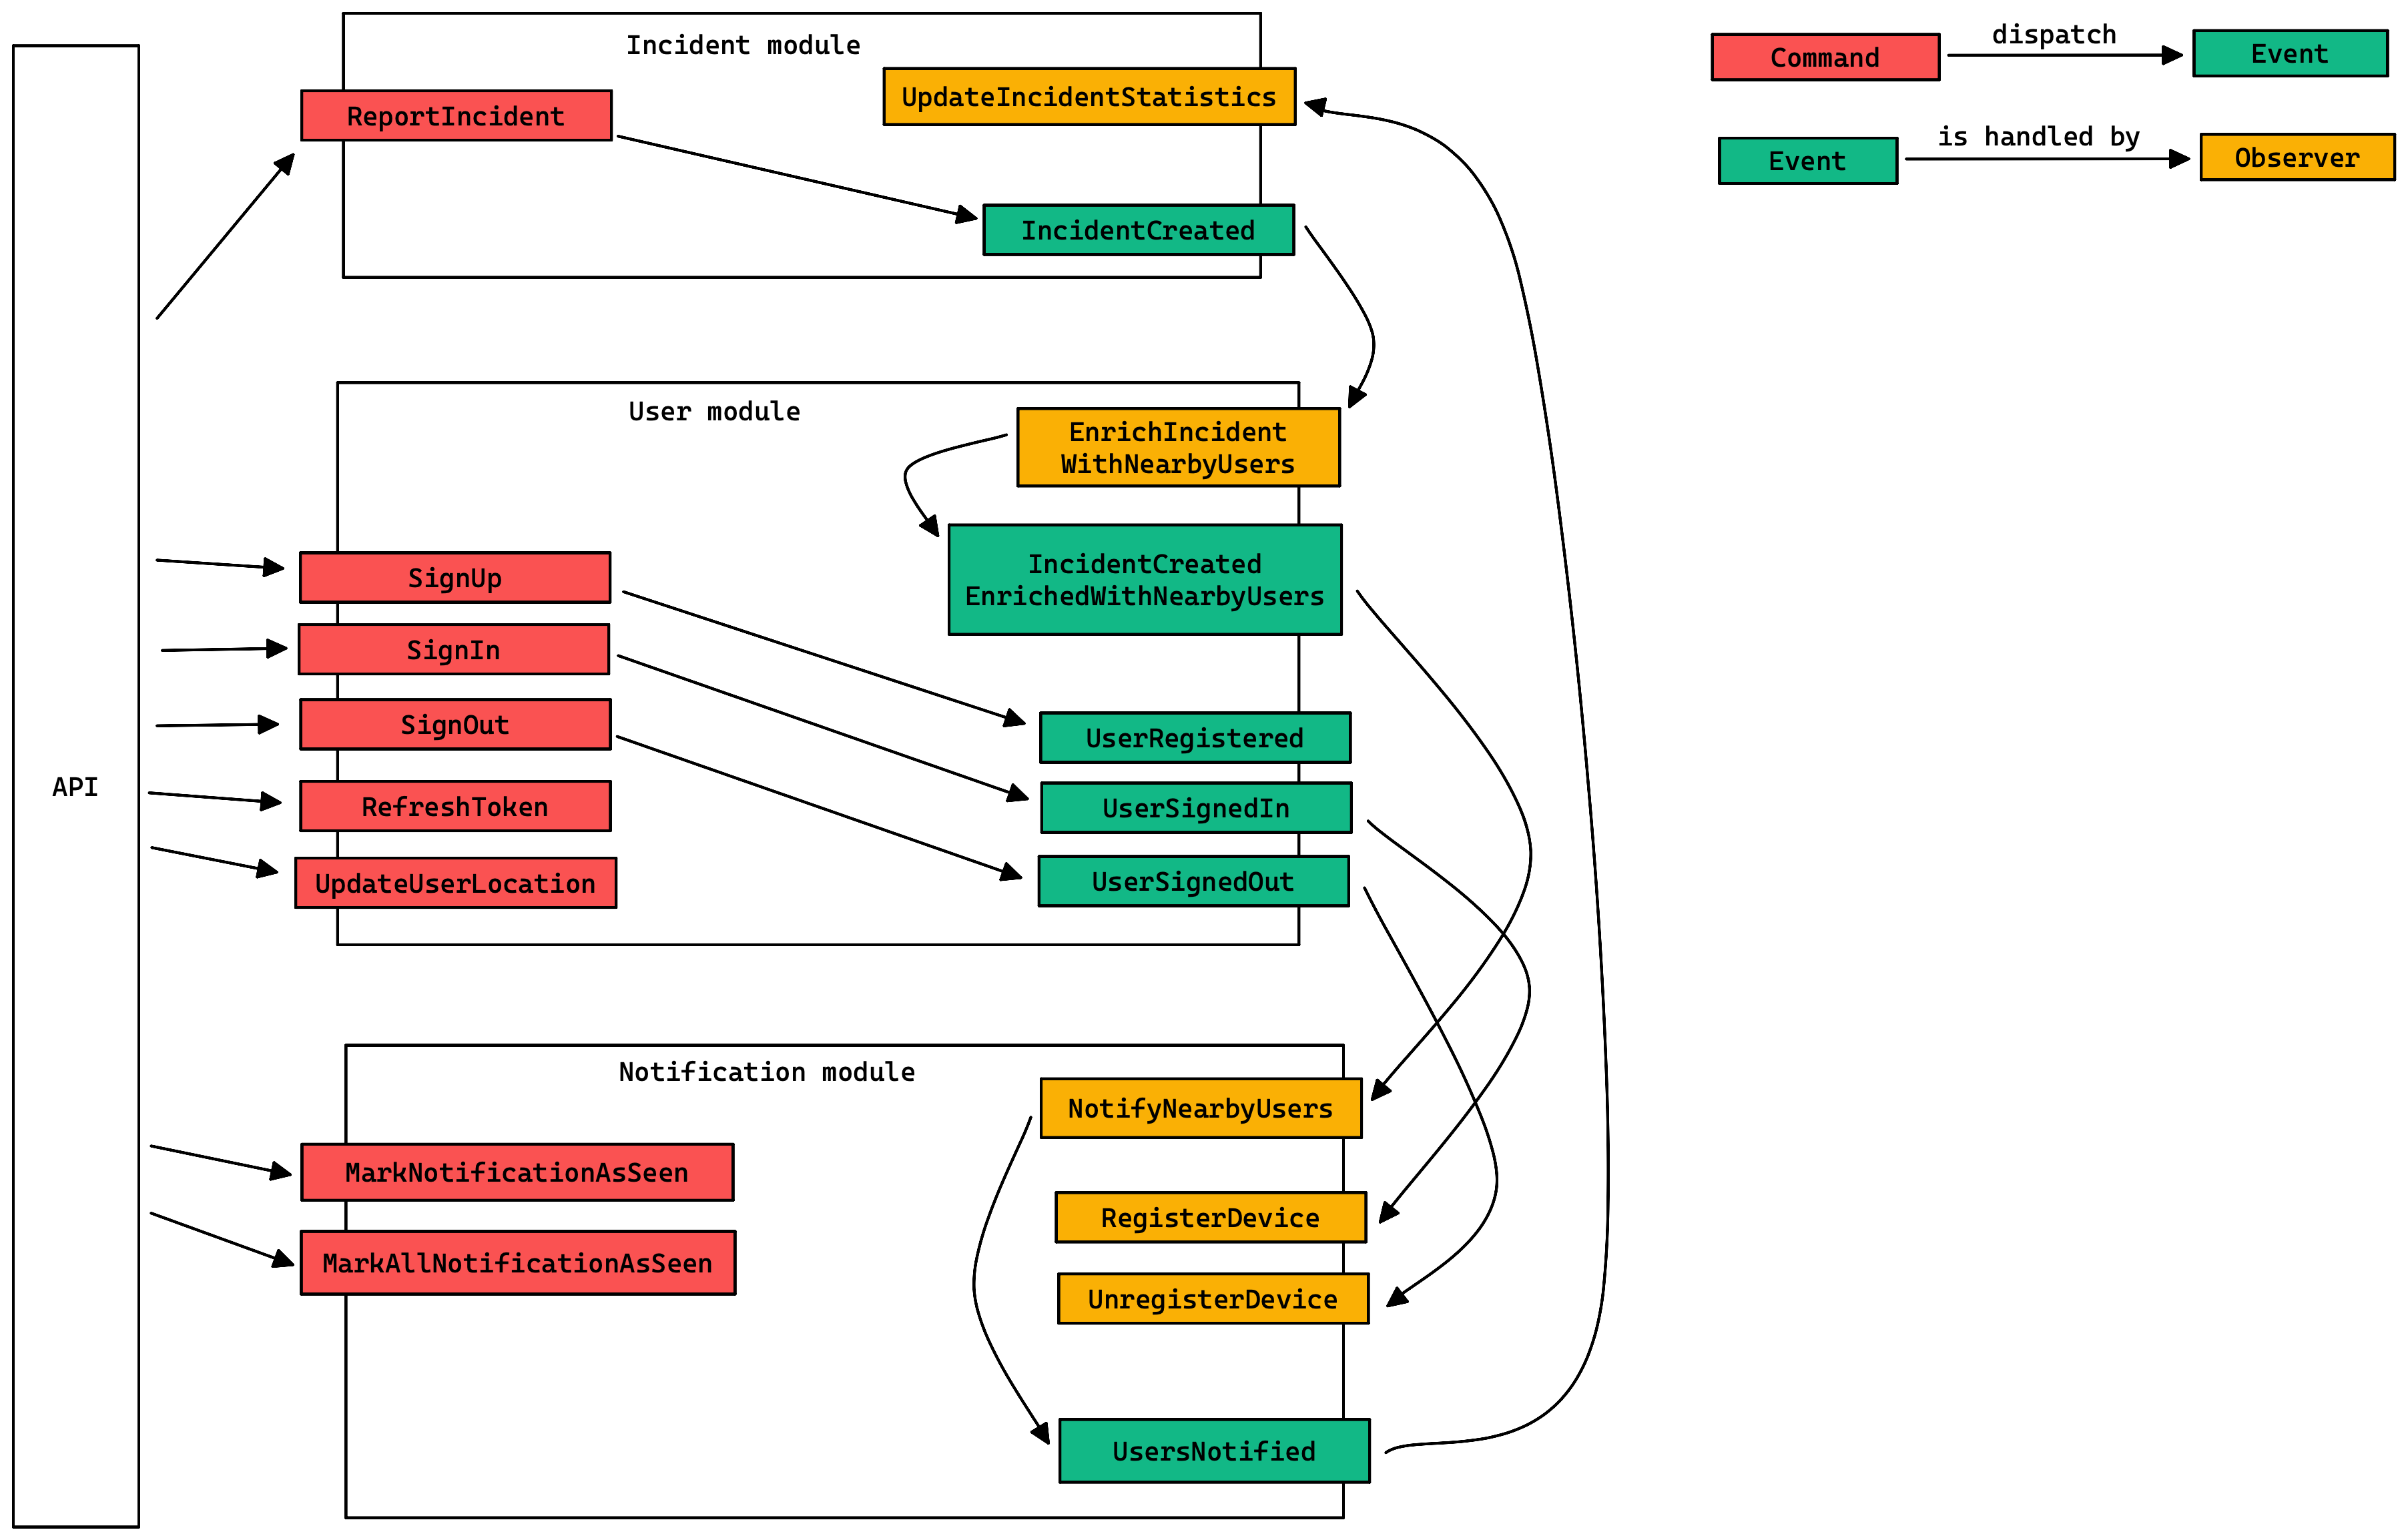 Incident module
ReportIncident
UpdateIncidentStatistics
IncidentCreated
Command
dispatch
Event
Event
is handled by
Observer
API
User module
EnrichIncident
WithNearbyUsers
IncidentCreated
EnrichedWithNearbyUsers
SignUp
SignIn
SignOut
RefreshToken
UpdateUserLocation
UserRegistered
UserSignedIn
UserSignedOut
Notification module
NotifyNearbyUsers
MarkNotificationAsSeen
MarkAllNotificationAsSeen
RegisterDevice
UnregisterDevice
UsersNotified